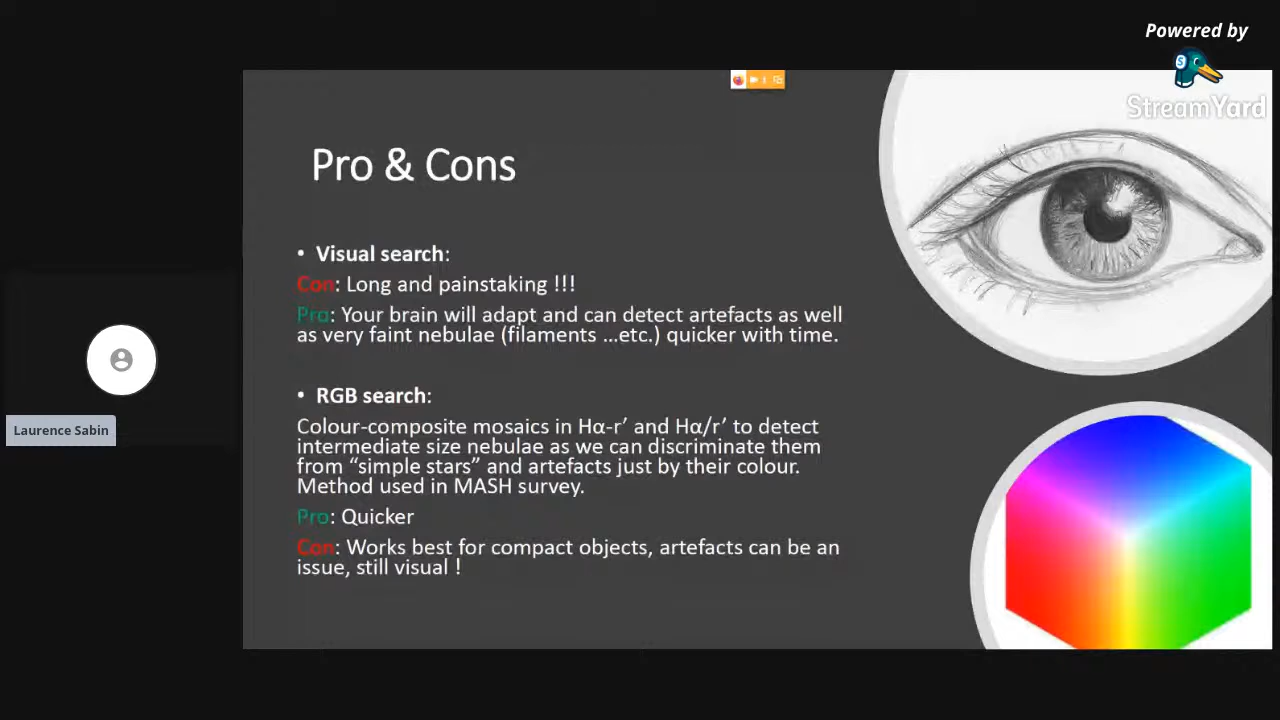 Powered by
StreamYard
Pro & Cons
• Visual search:
Con: Long and painstaking !!!
Pro: Your brain will adapt and can detect artefacts as well
as very faint nebulae (filaments ...etc.) quicker with time.
• RGB search:
Colour-composite mosaics in Hα-r’ and Hα/r’ to detect
intermediate size nebulae as we can discriminate them
from “simple stars” and artefacts just by their colour.
Method used in MASH survey.
Pro: Quicker
Con: Works best for compact objects, artefacts can be an
issue, still visual !
Laurence Sabin